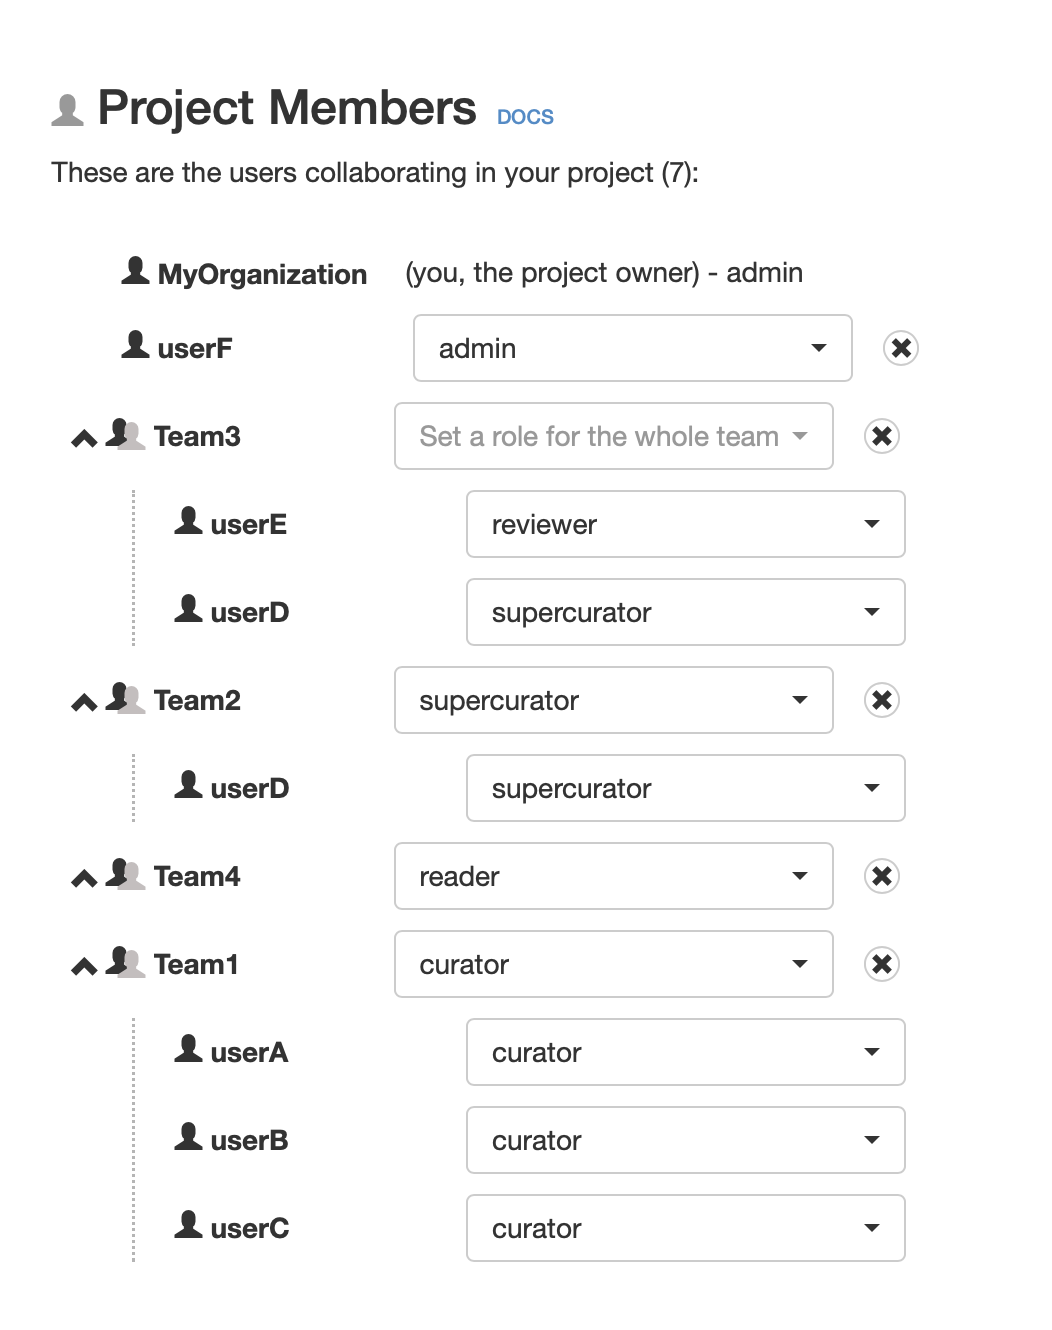 Project Members DOCS
These are the users collaborating in your project (7):
MyOrganization (you, the project owner) - admin
userF admin
Team3 Set a role for the whole team
userE reviewer
userD supercurator
Team2 supercurator
userD supercurator
Team4 reader
Team1 curator
userA curator
userB curator
userC curator